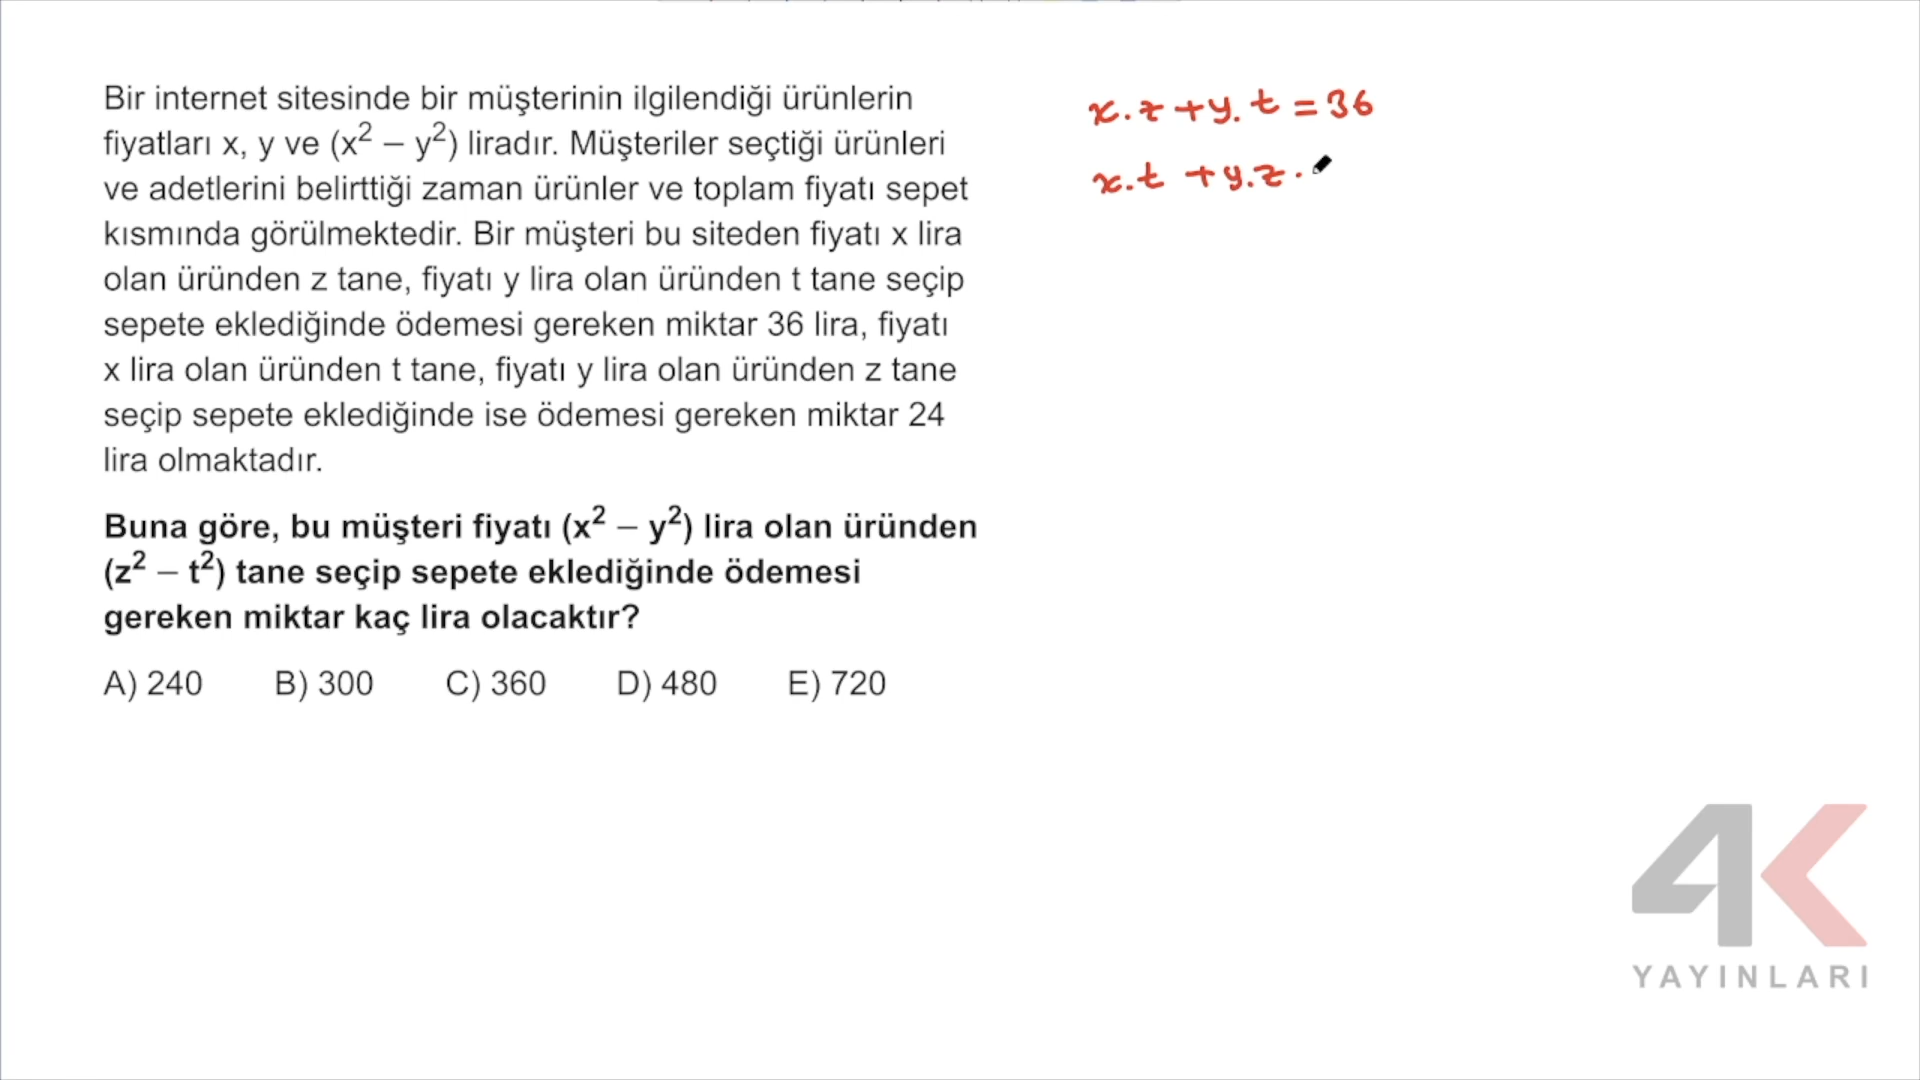 Bir internet sitesinde bir müşterinin ilgilendiği ürünlerin
fiyatları x, y ve (x² – y²) liradır. Müşteriler seçtiği ürünleri
ve adetlerini belirttiği zaman ürünler ve toplam fiyatı sepet
kısmında görülmektedir. Bir müşteri bu siteden fiyatı x lira
olan üründen z tane, fiyatı y lira olan üründen t tane seçip
sepete eklediğinde ödemesi gereken miktar 36 lira, fiyatı
x lira olan üründen t tane, fiyatı y lira olan üründen z tane
seçip sepete eklediğinde ise ödemesi gereken miktar 24
lira olmaktadır.
Buna göre, bu müşteri fiyatı (x² – y²) lira olan üründen
(z² – t²) tane seçip sepete eklediğinde ödemesi
gereken miktar kaç lira olacaktır?
A) 240 B) 300 C) 360 D) 480 E) 720
x.z + y.t = 36
x.t + y.z -
4K
YAYINLARI